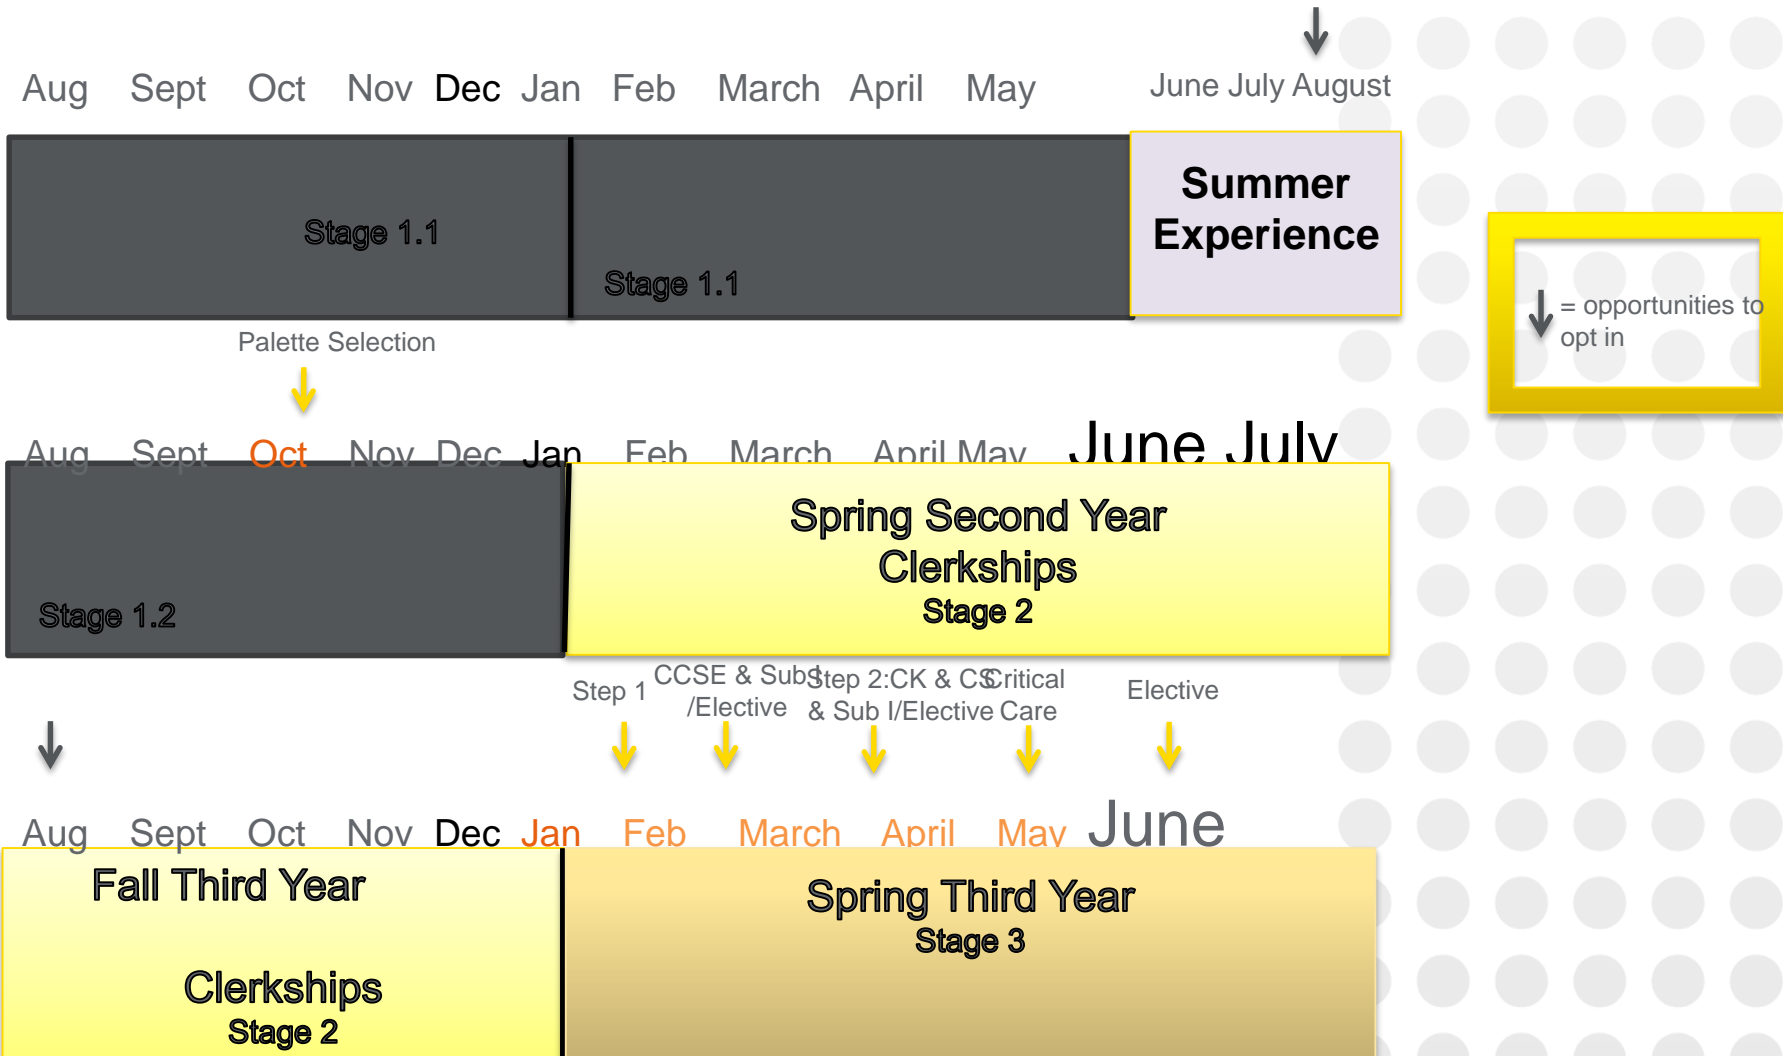 Aug Sept Oct Nov Dec Jan Feb March April May June July August
Stage 1.1
Stage 1.1
Summer
Experience
= opportunities to
opt in
Palette Selection
Aug Sept Oct Nov Dec Jan Feb March April May June July
Stage 1.2
Spring Second Year
Clerkships
Stage 2
Step 1
CCSE & Sub I
/Elective
Step 2:CK & CS
& Sub I/Elective
Critical
Care
Elective
Aug Sept Oct Nov Dec Jan Feb March April May June
Fall Third Year
Clerkships
Stage 2
Spring Third Year
Stage 3